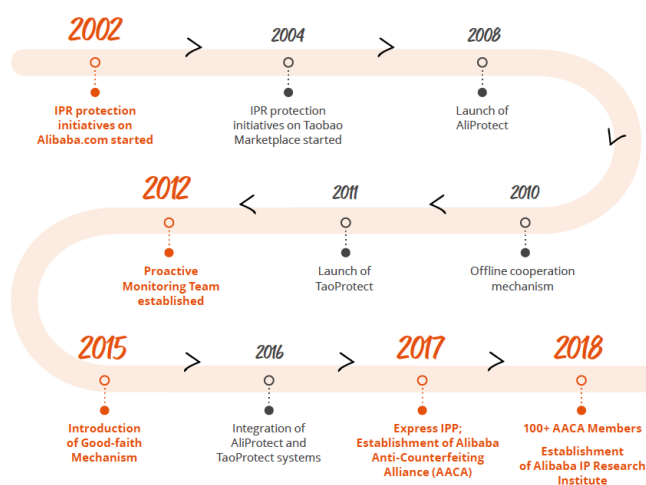 2002
2004
2008
IPR protection
initiatives on
Alibaba.com started
IPR protection
initiatives on Taobao
Marketplace started
Launch of
AliProtect
2012
2011
2010
Proactive
Monitoring Team
established
Launch of
TaoProtect
Offline cooperation
mechanism
2015
2016
2017
2018
Introduction
of Good-faith
Mechanism
Integration of
AliProtect and
TaoProtect systems
Express IPP;
Establishment of Alibaba
Anti-Counterfeiting
Alliance (AACA)
100+ AACA Members
Establishment
of Alibaba IP Research
Institute